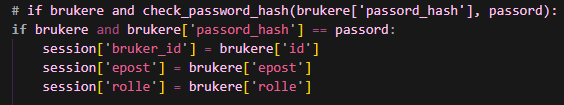 # if brukere and check_password_hash(brukere['passord_hash'], passord):
if brukere and brukere['passord_hash'] == passord:
session['bruker_id'] = brukere['id']
session['epost'] = brukere['epost']
session['rolle'] = brukere['rolle']